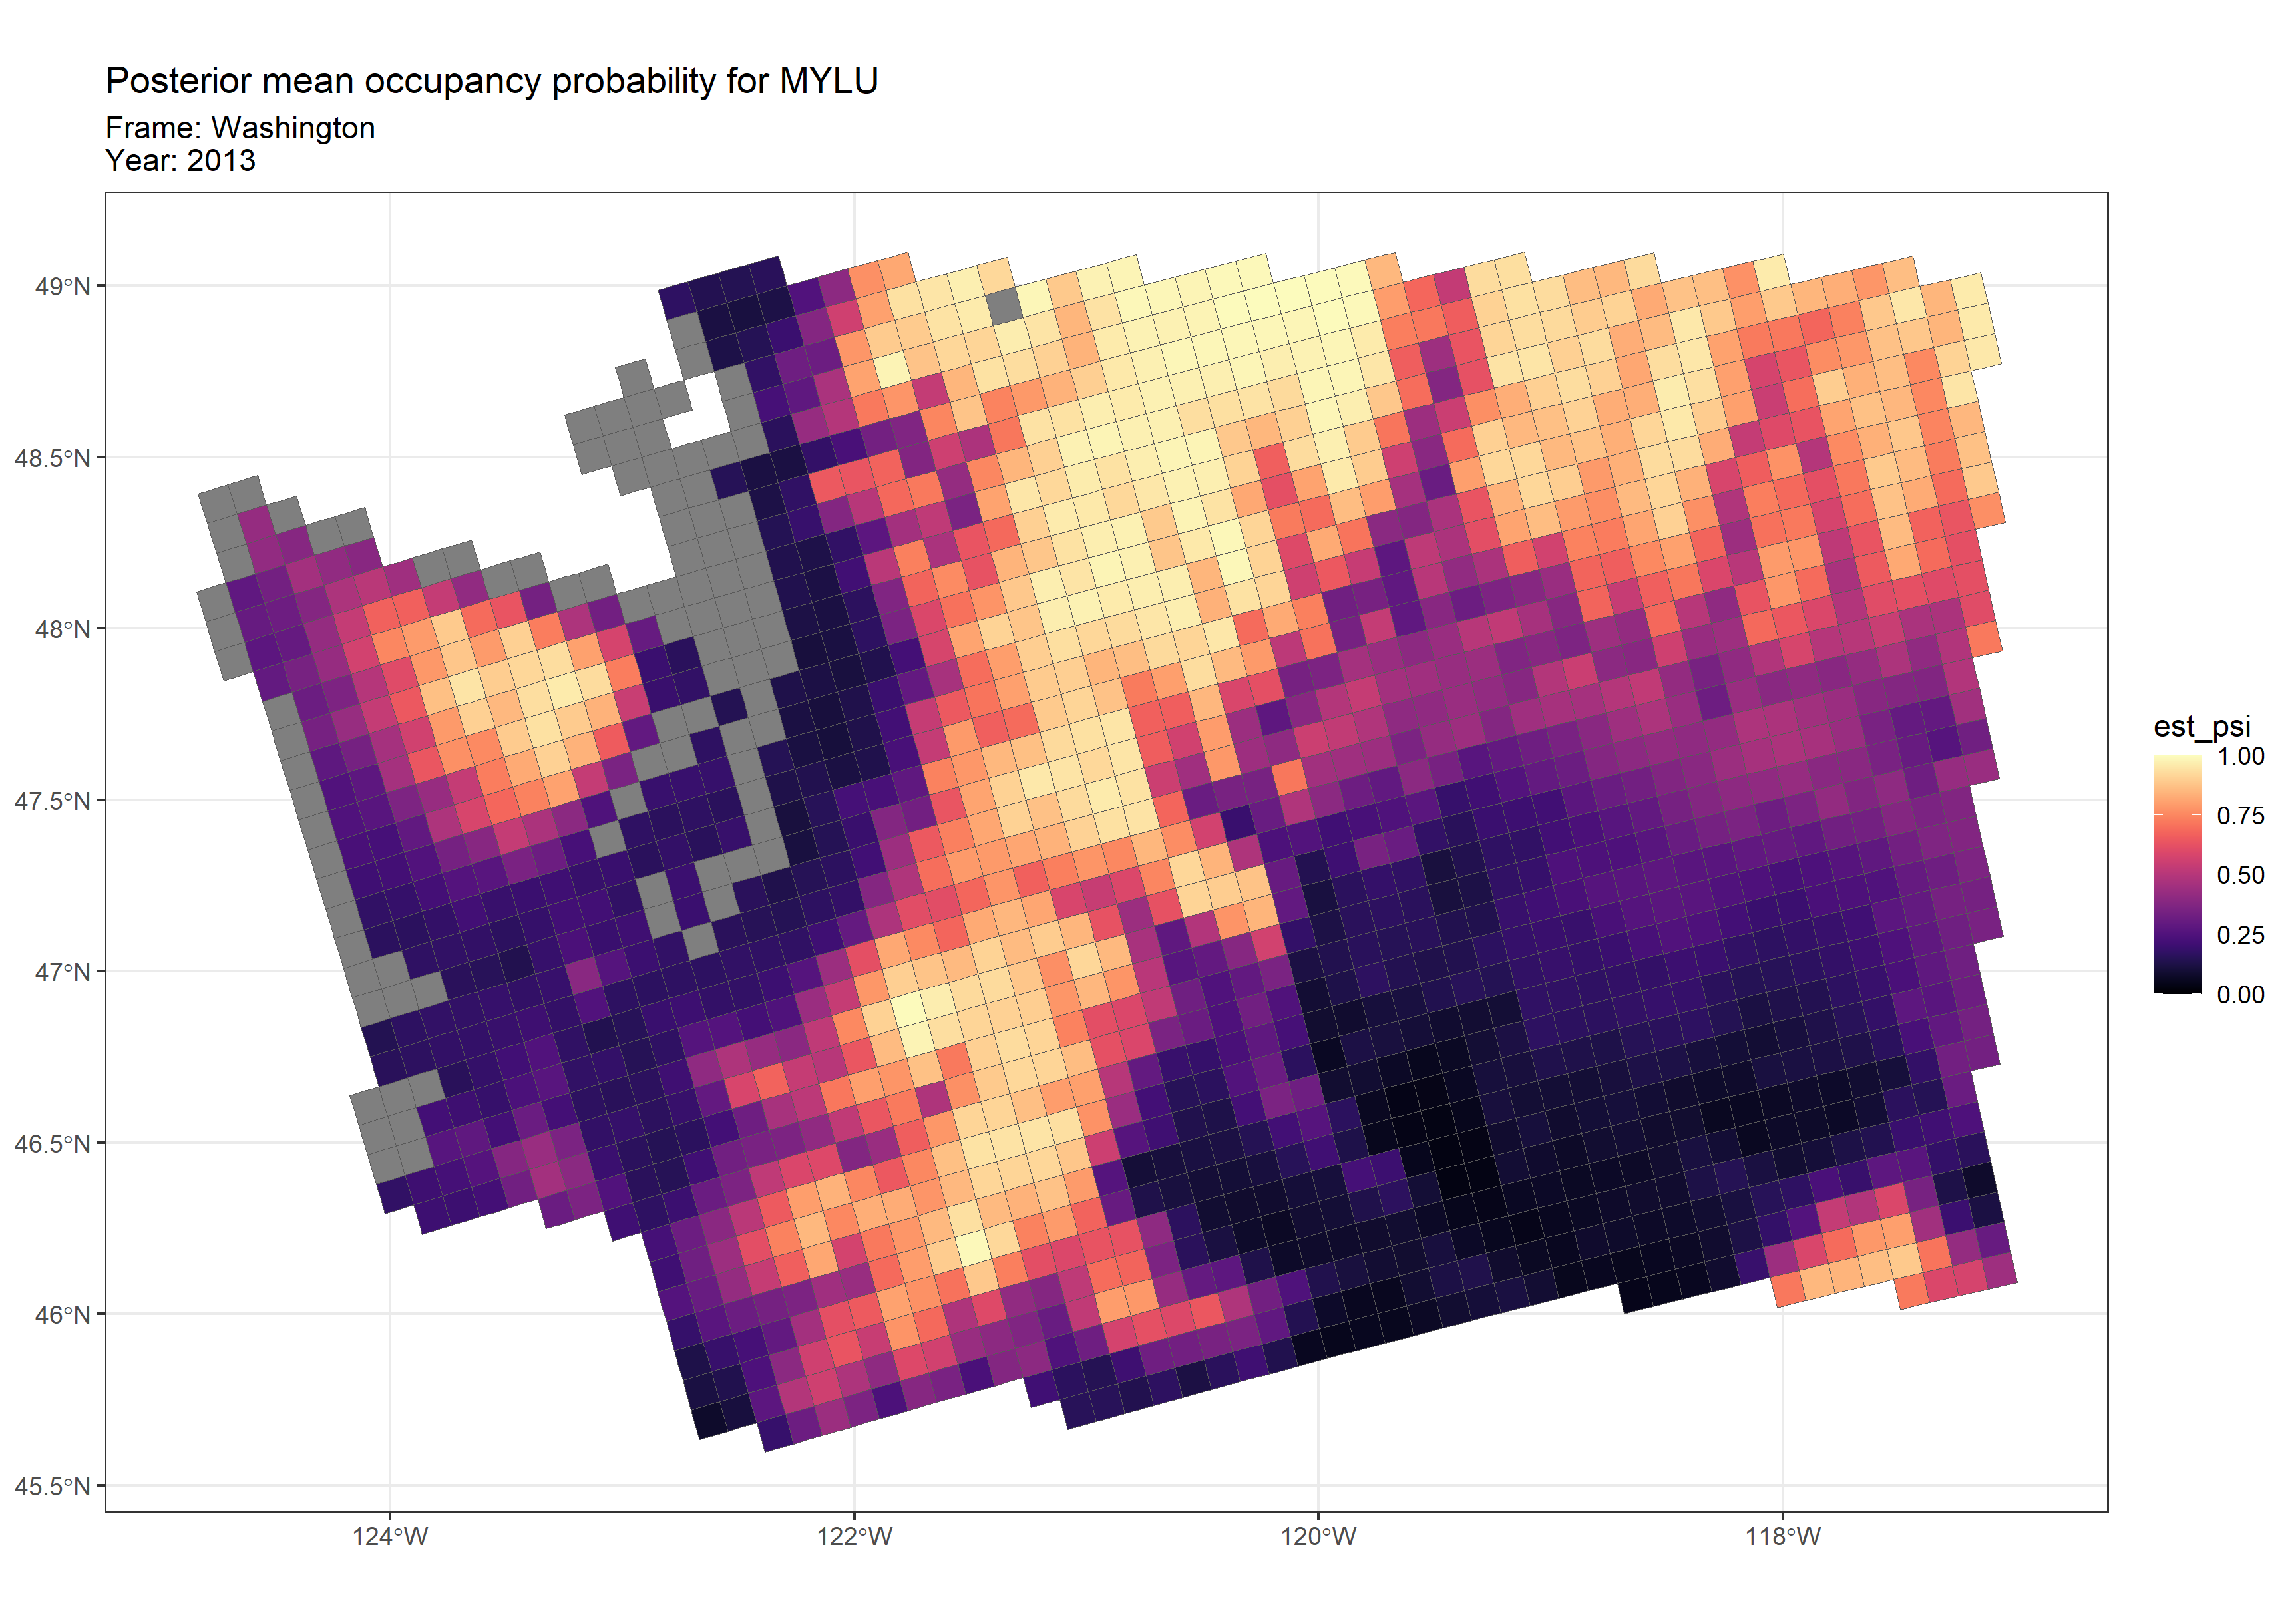 Posterior mean occupancy probability for MYLU
Frame: Washington
Year: 2013
49°N
48.5°N
48°N
47.5°N
47°N
46.5°N
46°N
45.5°N
124°W
122°W
120°W
118°W
est_psi
1.00
0.75
0.50
0.25
0.00